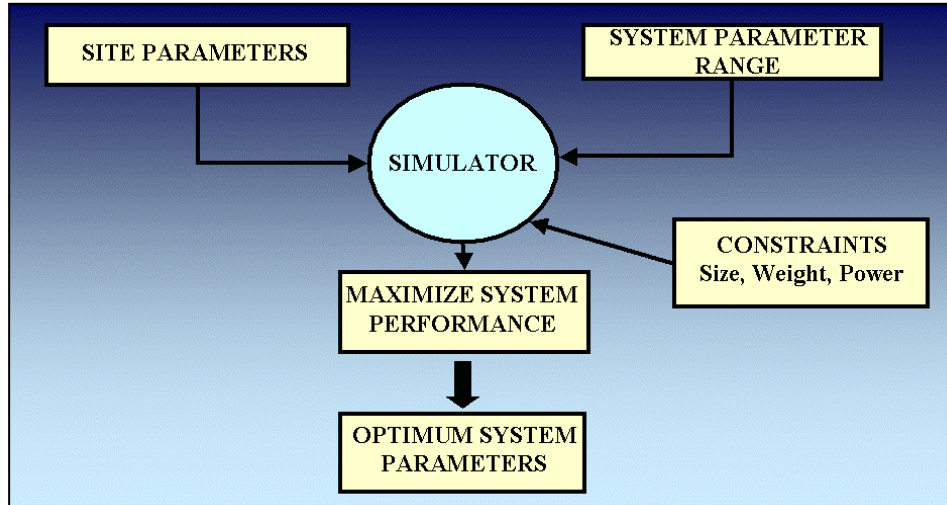 SITE PARAMETERS
SYSTEM PARAMETER
RANGE
SIMULATOR
CONSTRAINTS
Size, Weight, Power
MAXIMIZE SYSTEM
PERFORMANCE
OPTIMUM SYSTEM
PARAMETERS